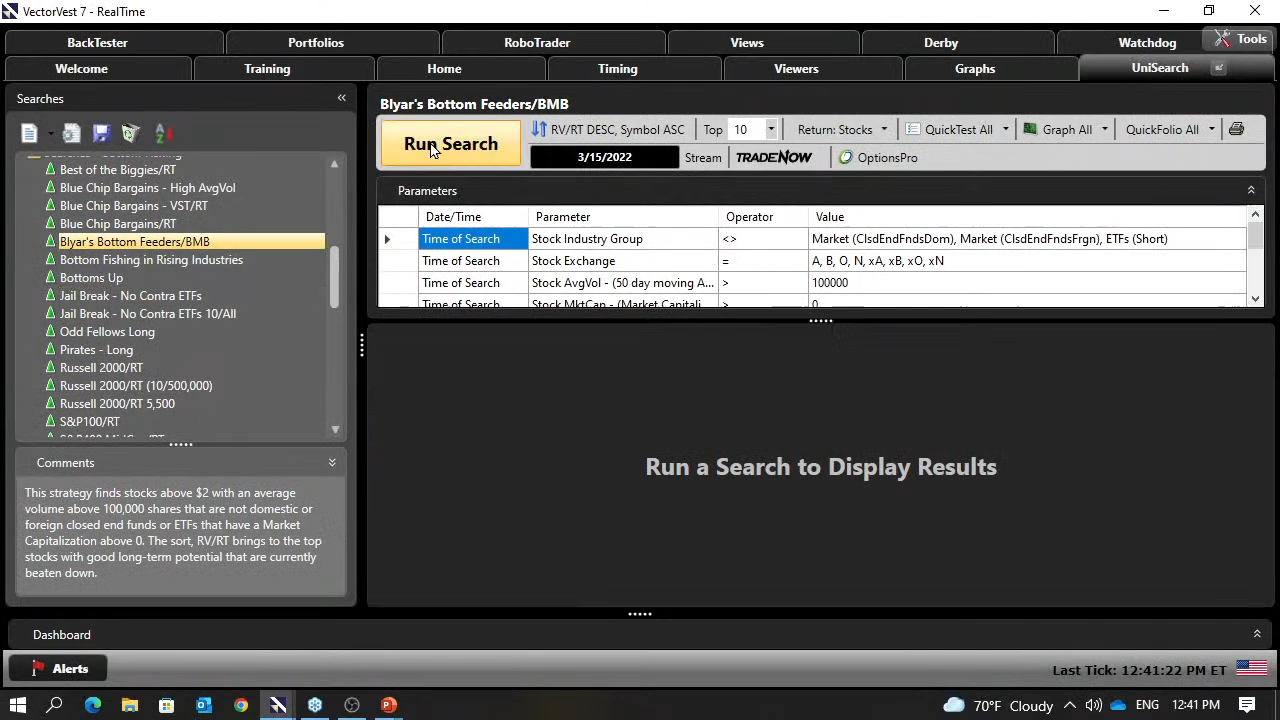 VectorVest 7 - RealTime
BackTester
Portfolios
RoboTrader
Views
Derby
Watchdog
Tools
Welcome
Training
Home
Timing
Viewers
Graphs
UniSearch
Searches
Best of the Biggies/RT
Blue Chip Bargains - High AvgVol
Blue Chip Bargains - VST/RT
Blue Chip Bargains/RT
Blyar's Bottom Feeders/BMB
Bottom Fishing in Rising Industries
Bottoms Up
Jail Break - No Contra ETFs
Jail Break - No Contra ETFs 10/All
Odd Fellows Long
Pirates - Long
Russell 2000/RT
Russell 2000/RT (10/500,000)
Russell 2000/RT 5,500
S&P100/RT
Comments
This strategy finds stocks above $2 with an average
volume above 100,000 shares that are not domestic or
foreign closed end funds or ETFs that have a Market
Capitalization above 0. The sort, RV/RT brings to the top
stocks with good long-term potential that are currently
beaten down.
Blyar's Bottom Feeders/BMB
Run Search
RV/RT DESC, Symbol ASC
Top 10
Return: Stocks
QuickTest All
Graph All
QuickFolio All
3/15/2022
Stream
TRADENOW
OptionsPro
Parameters
Date/Time Parameter Operator Value
Time of Search Stock Industry Group <> Market (ClsdEndFndsDom), Market (ClsdEndFndsFrgn), ETFs (Short)
Time of Search Stock Exchange = A, B, O, N, xA, xB, xO, xN
Time of Search Stock AvgVol - (50 day moving A... > 100000
Time of Search Stock MktCap - (Market Capitali... > 0
Run a Search to Display Results
Dashboard
Alerts
Last Tick: 12:41:22 PM ET
70°F Cloudy
12:41 PM